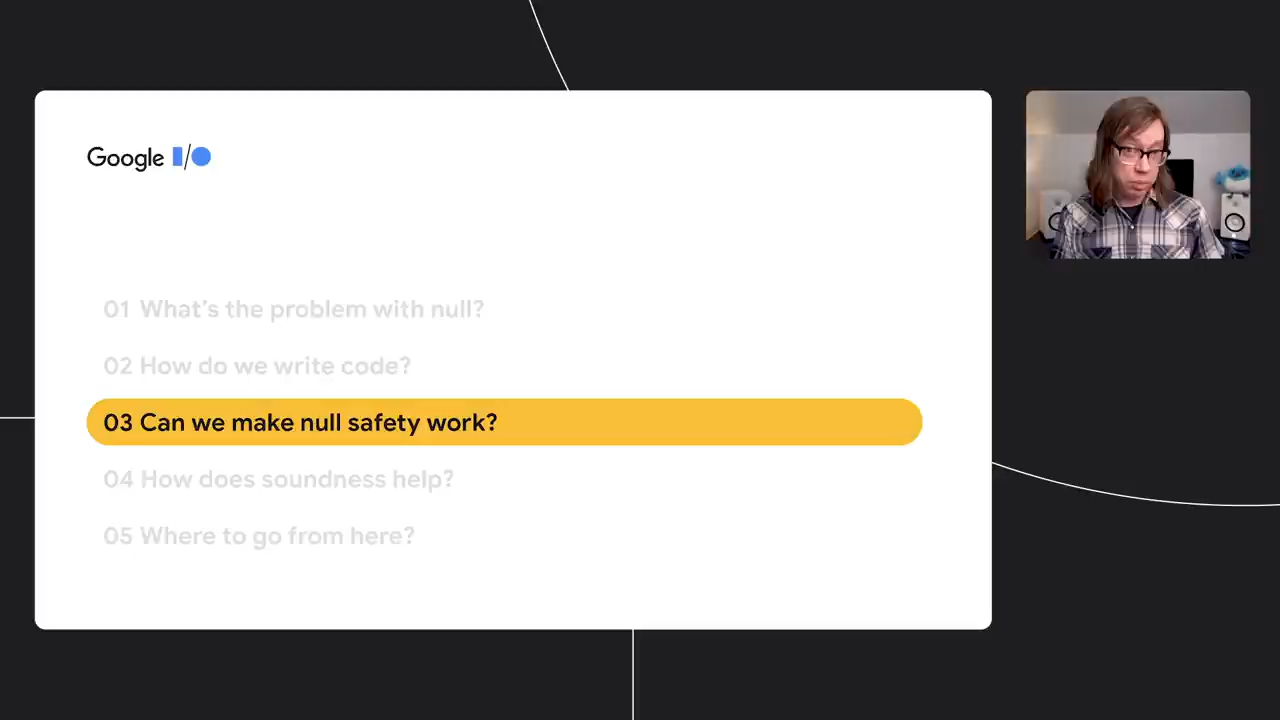 Google I/O
01 What's the problem with null?
02 How do we write code?
03 Can we make null safety work?
04 How does soundness help?
05 Where to go from here?